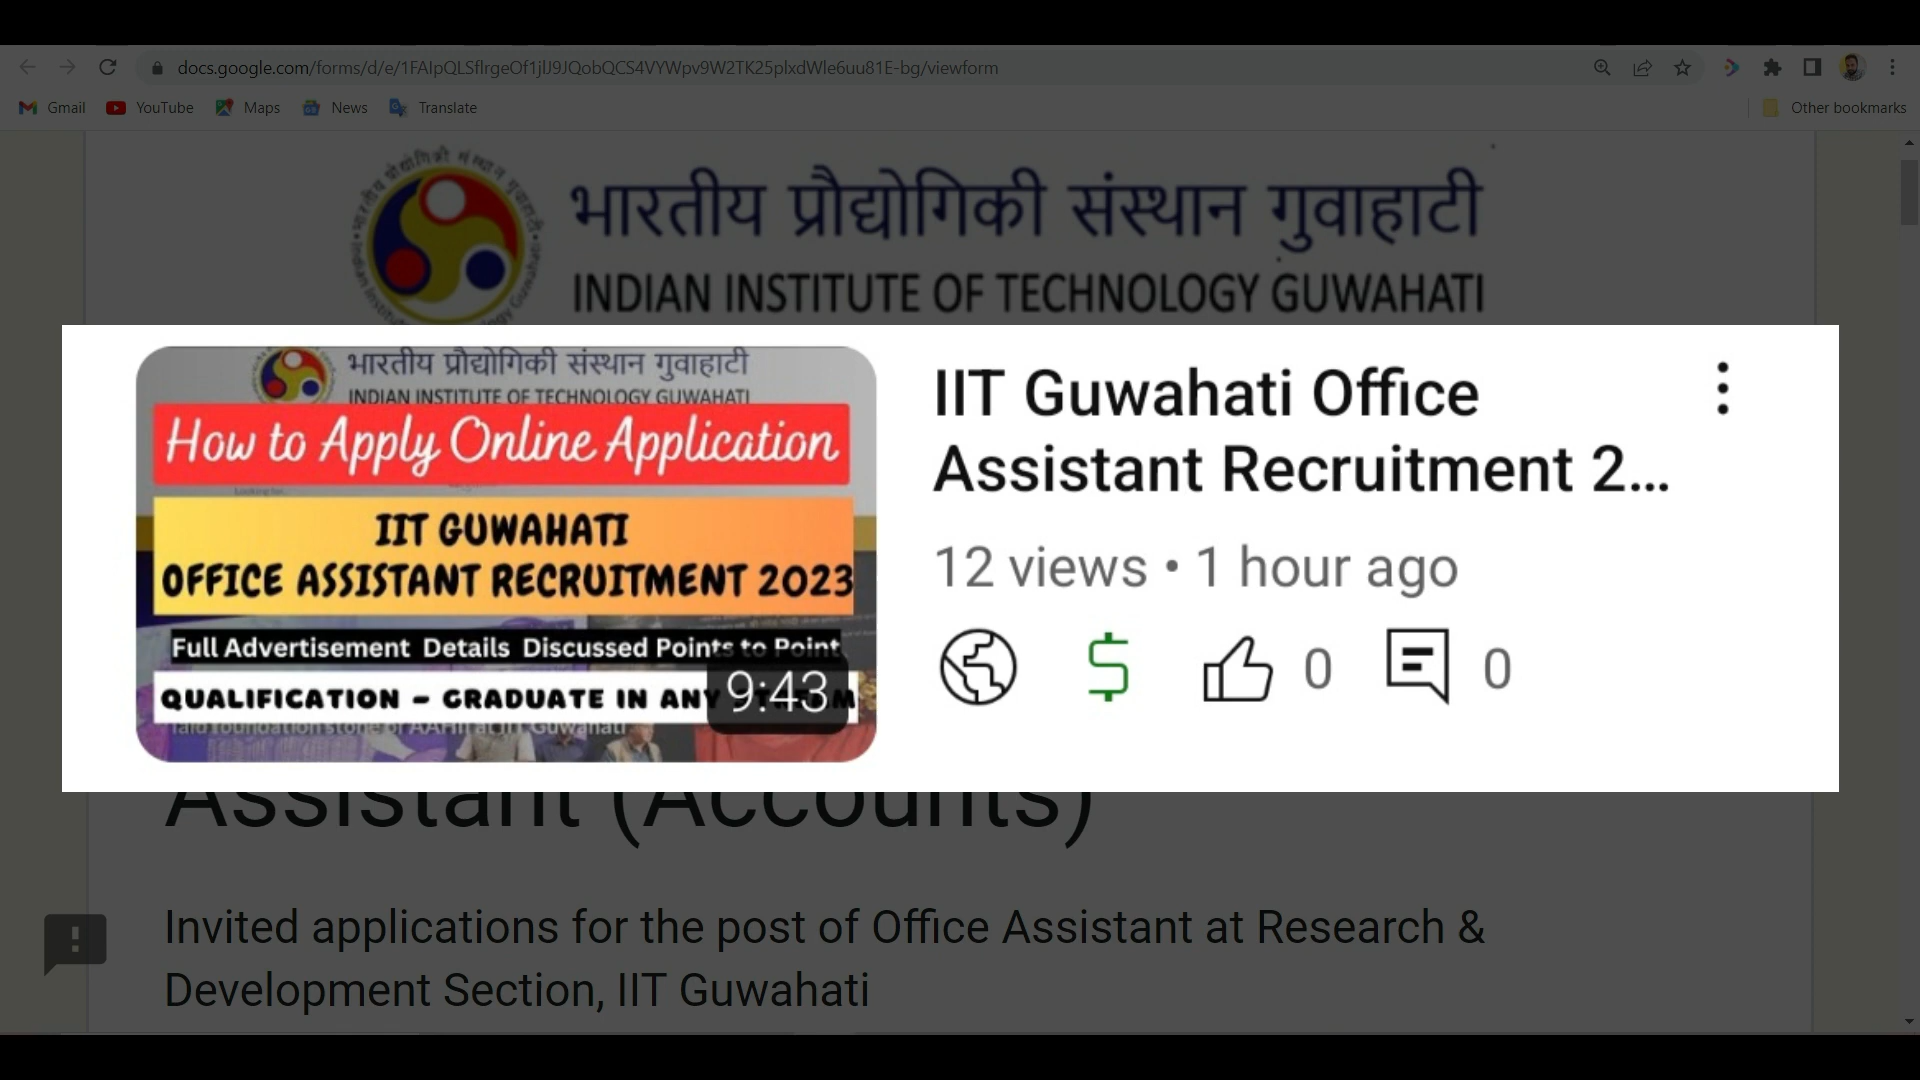 docs.google.com/forms/d/e/1FAIpQLSflrgeOf1jlJ9JQobQCS4VYWpv9W2TK25plxdWle6uu81E-bg/viewform
Gmail YouTube Maps News Translate Other bookmarks
भारतीय प्रौद्योगिकी संस्थान गुवाहाटी
INDIAN INSTITUTE OF TECHNOLOGY GUWAHATI
भारतीय प्रौद्योगिकी संस्थान गुवाहाटी
INDIAN INSTITUTE OF TECHNOLOGY GUWAHATI
How to Apply Online Application
IIT GUWAHATI
OFFICE ASSISTANT RECRUITMENT 2023
Full Advertisement Details Discussed Points to Point
QUALIFICATION – GRADUATE IN ANY
9:43
IIT Guwahati Office
Assistant Recruitment 2...
12 views • 1 hour ago
0 0
Assistant (Accounts)
Invited applications for the post of Office Assistant at Research &
Development Section, IIT Guwahati